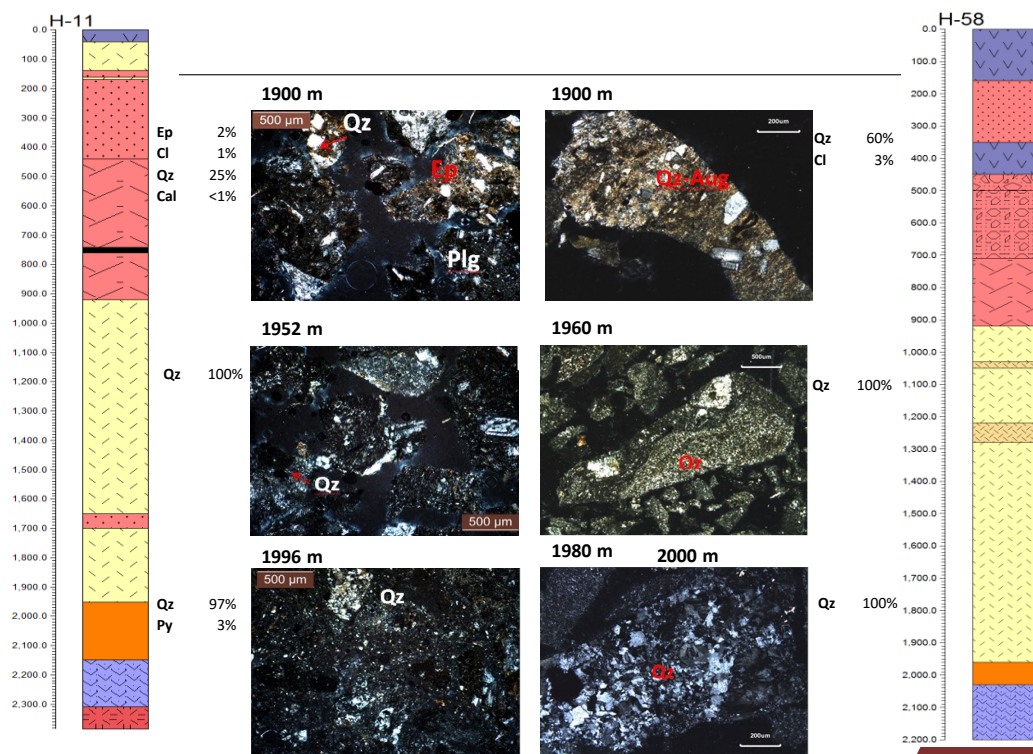 H-11
0.0
100.0
200.0
300.0
400.0
500.0
600.0
700.0
800.0
900.0
1,000.0
1,100.0
1,200.0
1,300.0
1,400.0
1,500.0
1,600.0
1,700.0
1,800.0
1,900.0
2,000.0
2,100.0
2,200.0
2,300.0
Ep 2%
Cl 1%
Qz 25%
Cal <1%
Qz 100%
Qz 97%
Py 3%
1900 m
500 µm
Qz
Ep
Plg
1952 m
Qz
500 µm
1996 m
500 µm
Qz
1900 m
200um
Qz-Aug
1960 m
500um
Qz
1980 m 2000 m
Qz
200um
Qz 60%
Cl 3%
Qz 100%
Qz 100%
H-58
0.0
100.0
200.0
300.0
400.0
500.0
600.0
700.0
800.0
900.0
1,000.0
1,100.0
1,200.0
1,300.0
1,400.0
1,500.0
1,600.0
1,700.0
1,800.0
1,900.0
2,000.0
2,100.0
2,200.0